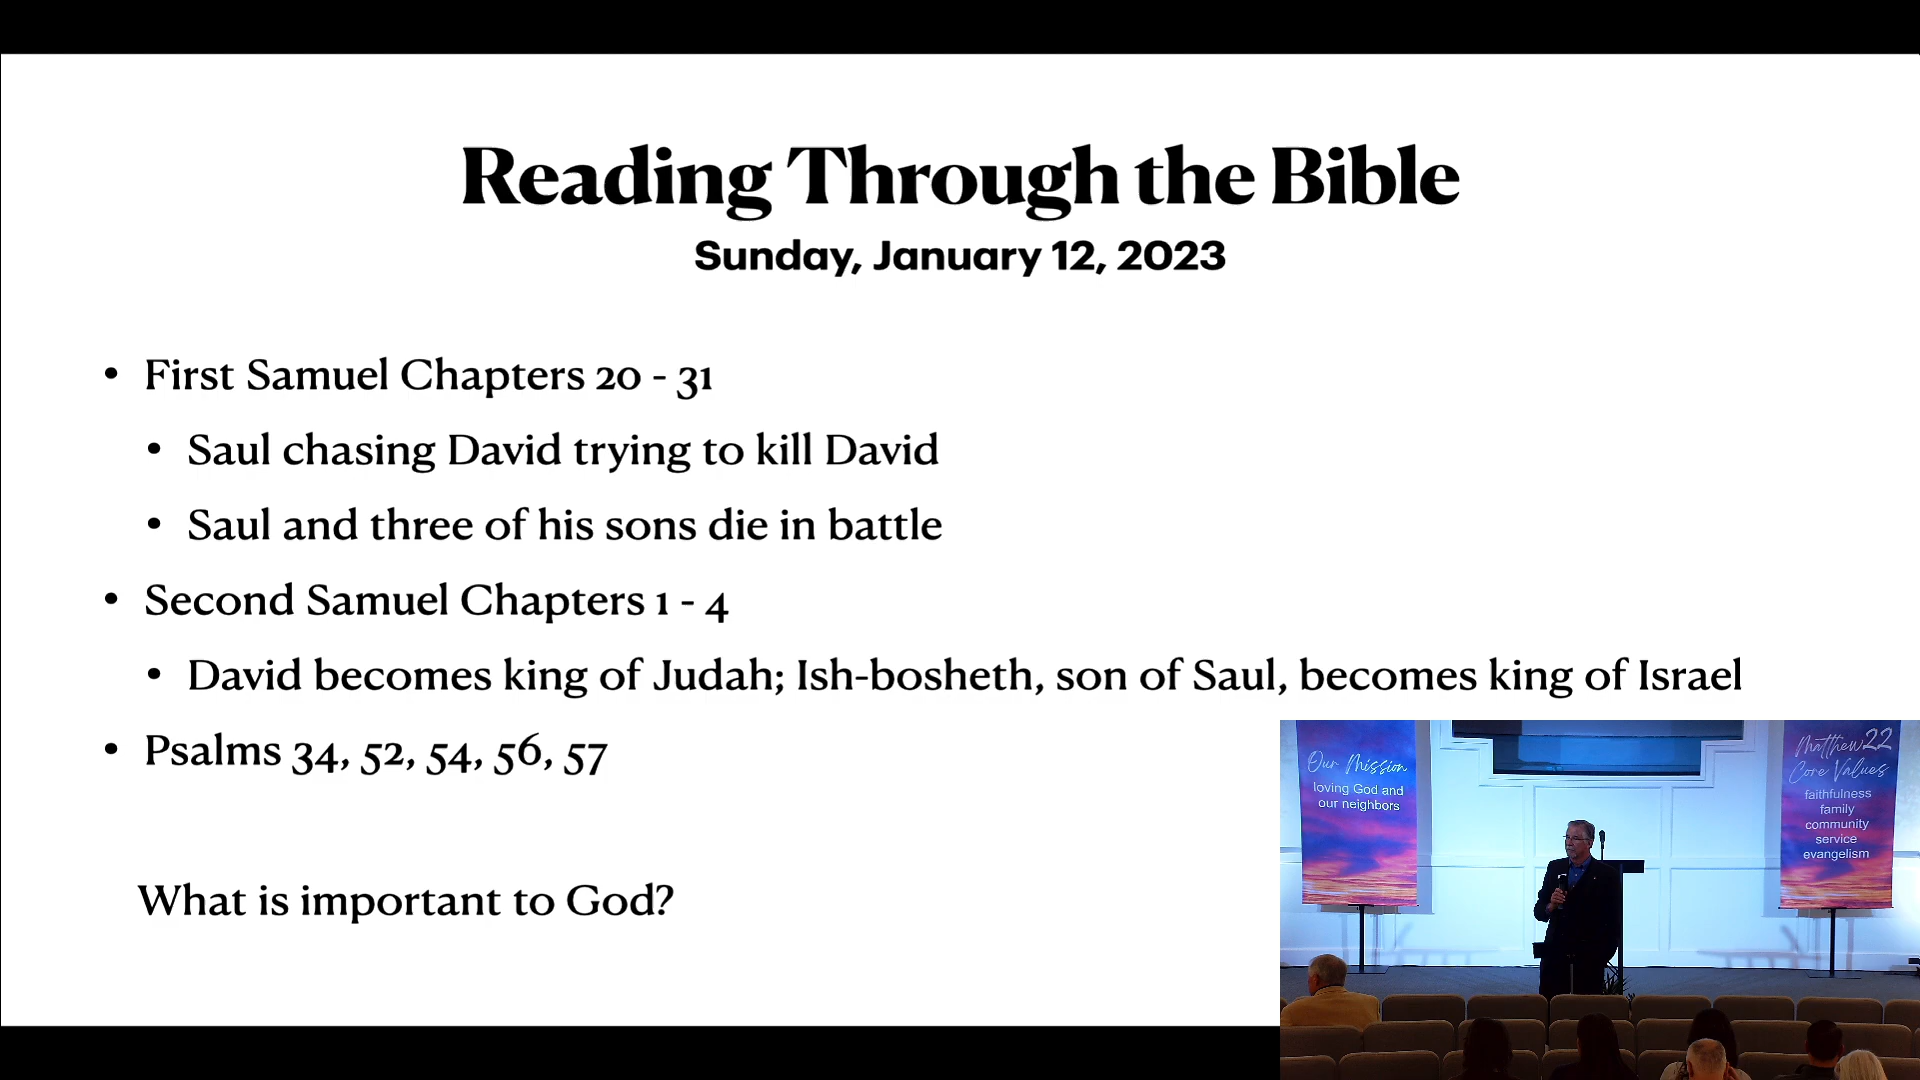 Reading Through the Bible
Sunday, January 12, 2023
• First Samuel Chapters 20 - 31
• Saul chasing David trying to kill David
• Saul and three of his sons die in battle
• Second Samuel Chapters 1 - 4
• David becomes king of Judah; Ish-bosheth, son of Saul, becomes king of Israel
• Psalms 34, 52, 54, 56, 57
What is important to God?
Our Mission
loving God and
our neighbors
Matthew22
Core Values
faithfulness
family
community
service
evangelism